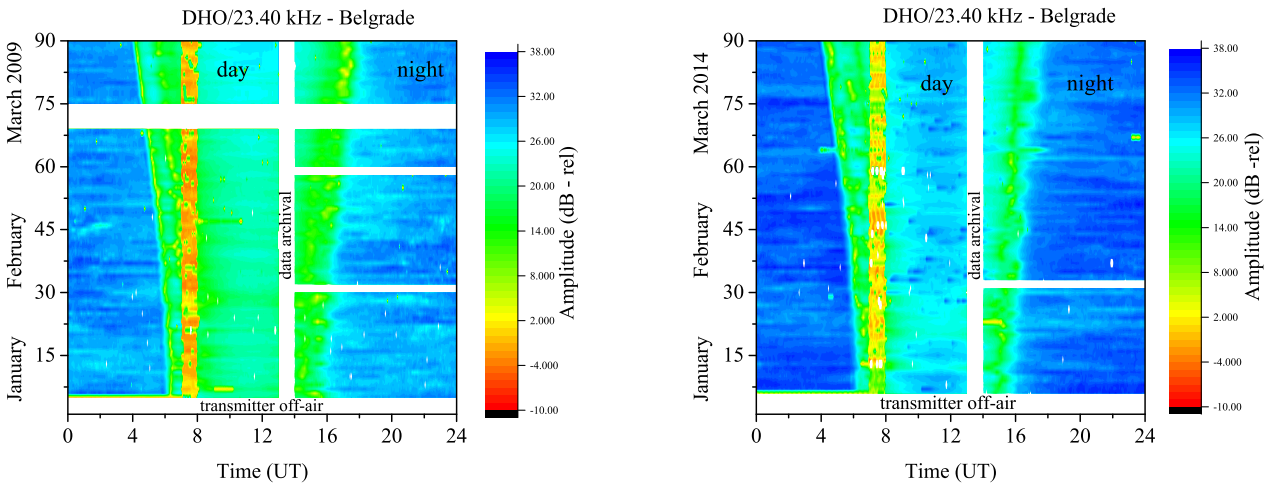 DHO/23.40 kHz - Belgrade
90
75
60
45
30
15
March 2009
February
January
day
night
data archival
transmitter off-air
0
4
8
12
16
20
24
Time (UT)
38.00
32.00
26.00
20.00
14.00
8.000
2.000
-4.000
-10.00
Amplitude (dB - rel)
DHO/23.40 kHz - Belgrade
90
75
60
45
30
15
March 2014
February
January
day
night
data archival
transmitter off-air
0
4
8
12
16
20
24
Time (UT)
38.00
32.00
26.00
20.00
14.00
8.000
2.000
-4.000
-10.00
Amplitude (dB -rel)